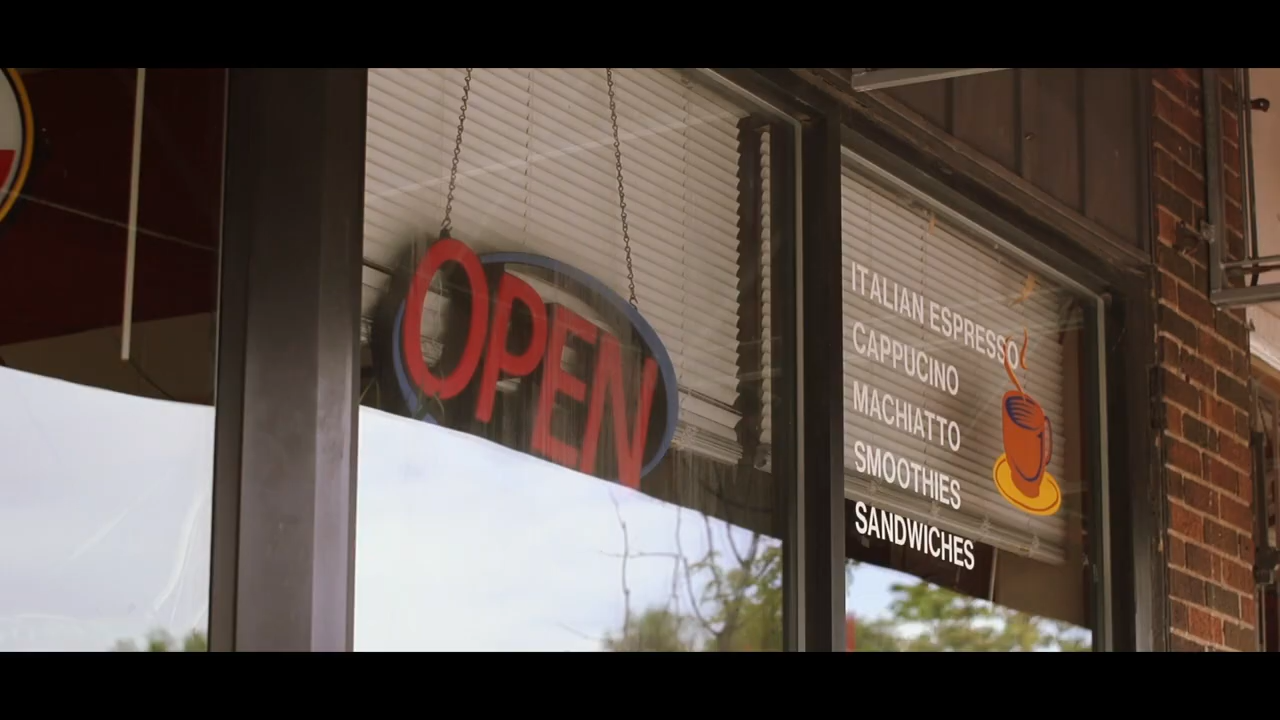 OPEN
ITALIAN ESPRESSO
CAPPUCINO
MACHIATTO
SMOOTHIES
SANDWICHES